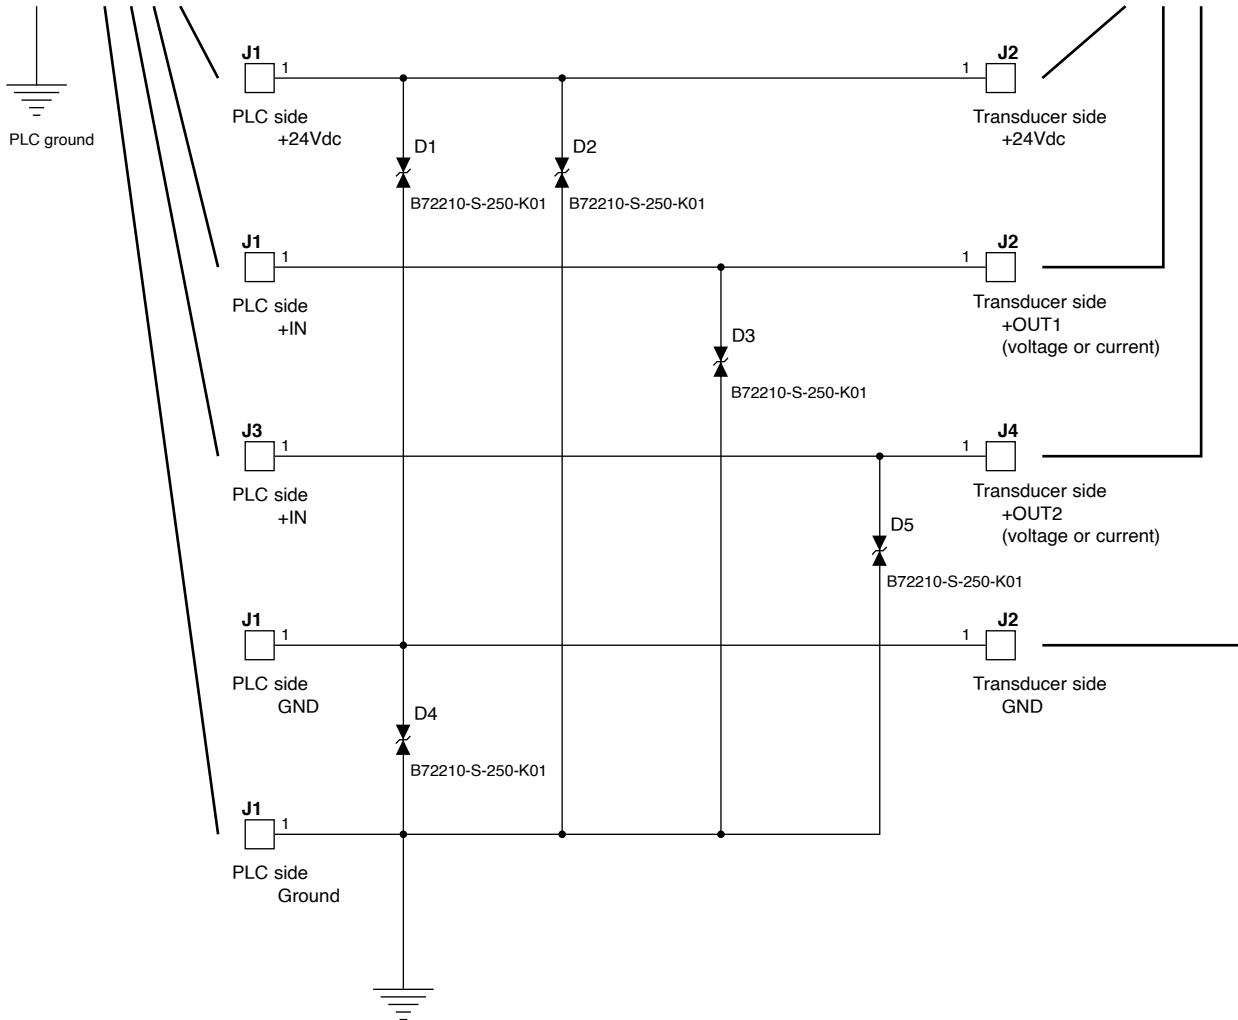 J1
1
1
J2
PLC ground
PLC side
+24Vdc
Transducer side
+24Vdc
D1
D2
B72210-S-250-K01
B72210-S-250-K01
J1
1
1
J2
PLC side
+IN
Transducer side
+OUT1
(voltage or current)
D3
B72210-S-250-K01
J3
1
1
J4
PLC side
+IN
Transducer side
+OUT2
(voltage or current)
D5
B72210-S-250-K01
J1
1
1
J2
PLC side
GND
Transducer side
GND
D4
B72210-S-250-K01
J1
1
PLC side
Ground